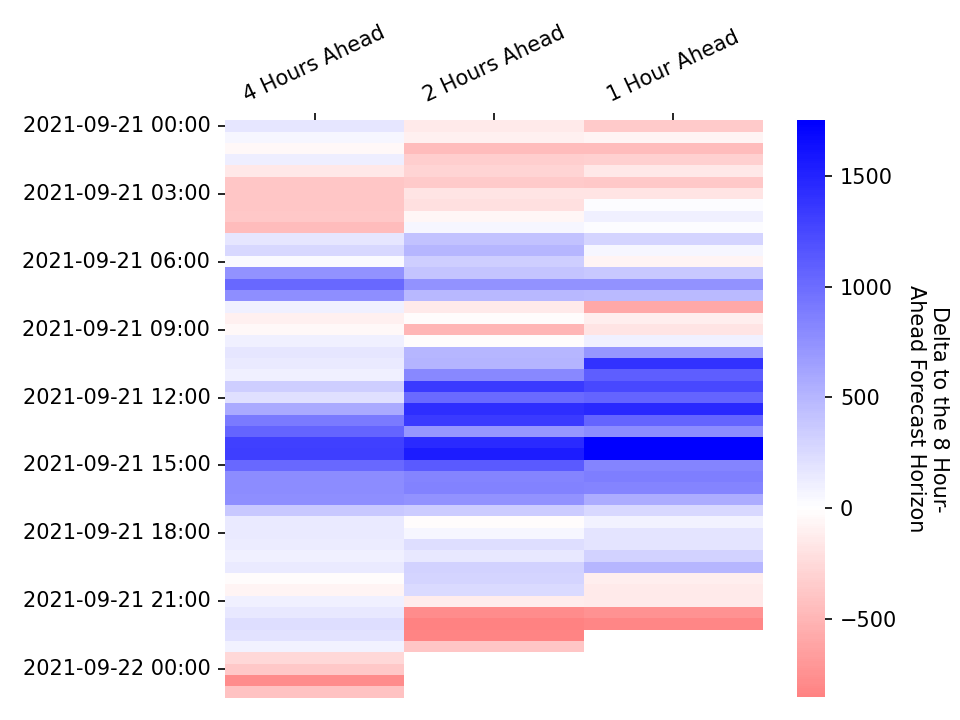 4 Hours Ahead
2 Hours Ahead
1 Hour Ahead
2021-09-21 00:00
2021-09-21 03:00
2021-09-21 06:00
2021-09-21 09:00
2021-09-21 12:00
2021-09-21 15:00
2021-09-21 18:00
2021-09-21 21:00
2021-09-22 00:00
1500
1000
500
0
−500
Delta to the 8 Hour-
Ahead Forecast Horizon